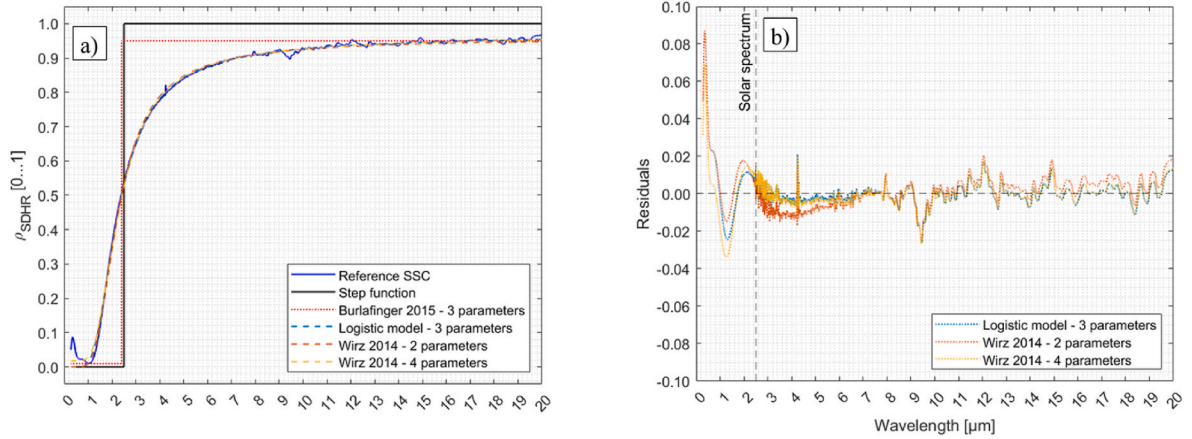 a)
1.0
0.9
0.8
0.7
0.6
0.5
0.4
0.3
0.2
0.1
0.0
ρSDHR [0...1]
0 1 2 3 4 5 6 7 8 9 10 11 12 13 14 15 16 17 18 19 20
Reference SSC
Step function
Burlafinger 2015 - 3 parameters
Logistic model - 3 parameters
Wirz 2014 - 2 parameters
Wirz 2014 - 4 parameters
b)
0.10
0.08
0.06
0.04
0.02
0.00
-0.02
-0.04
-0.06
-0.08
-0.10
Residuals
Solar spectrum
Logistic model - 3 parameters
Wirz 2014 - 2 parameters
Wirz 2014 - 4 parameters
0 1 2 3 4 5 6 7 8 9 10 11 12 13 14 15 16 17 18 19 20
Wavelength [µm]